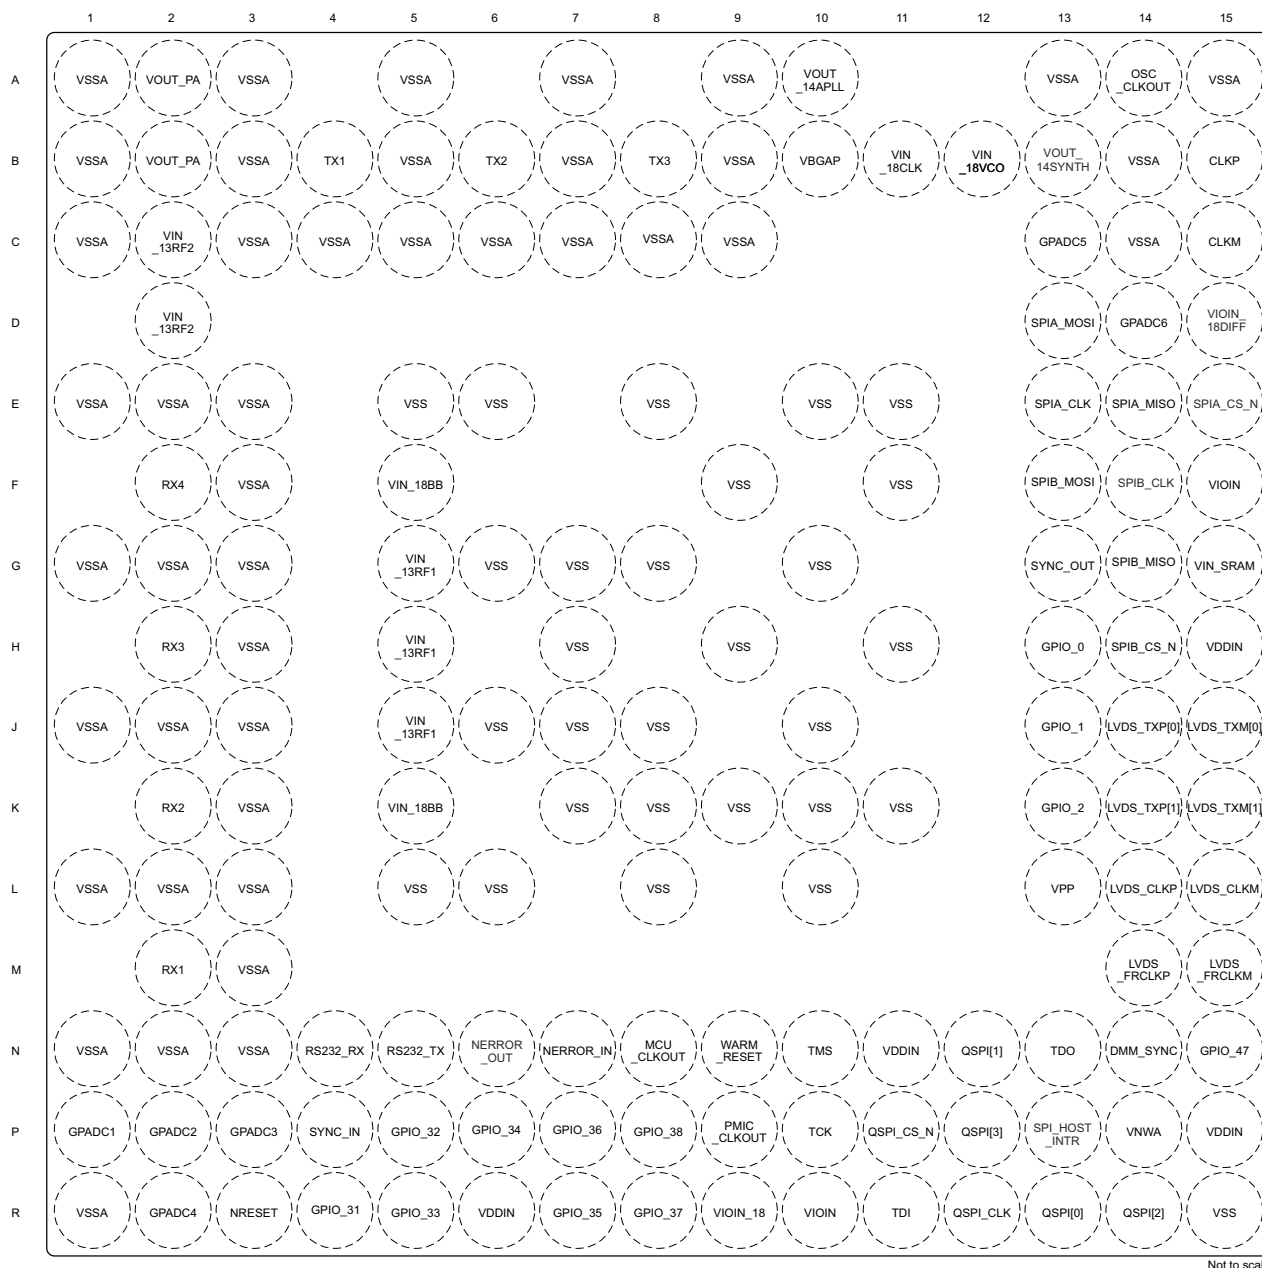 1 2 3 4 5 6 7 8 9 10 11 12 13 14 15
A VSSA VOUT_PA VSSA VSSA VSSA VSSA VOUT _14APLL VSSA OSC _CLKOUT VSSA
B VSSA VOUT_PA VSSA TX1 VSSA TX2 VSSA TX3 VSSA VBGAP VIN _18CLK VIN _18VCO VOUT_ 14SYNTH VSSA CLKP
C VSSA VIN _13RF2 VSSA VSSA VSSA VSSA VSSA VSSA VSSA GPADC5 VSSA CLKM
D VIN _13RF2 SPIA_MOSI GPADC6 VIOIN_ 18DIFF
E VSSA VSSA VSSA VSS VSS VSS VSS VSS SPIA_CLK SPIA_MISO SPIA_CS_N
F RX4 VSSA VIN_18BB VSS VSS SPIB_MOSI SPIB_CLK VIOIN
G VSSA VSSA VSSA VIN _13RF1 VSS VSS VSS VSS SYNC_OUT SPIB_MISO VIN_SRAM
H RX3 VSSA VIN _13RF1 VSS VSS VSS GPIO_0 SPIB_CS_N VDDIN
J VSSA VSSA VSSA VIN _13RF1 VSS VSS VSS VSS GPIO_1 LVDS_TXP[0] LVDS_TXM[0]
K RX2 VSSA VIN_18BB VSS VSS VSS VSS VSS GPIO_2 LVDS_TXP[1] LVDS_TXM[1]
L VSSA VSSA VSSA VSS VSS VSS VSS VPP LVDS_CLKP LVDS_CLKM
M RX1 VSSA LVDS _FRCLKP LVDS _FRCLKM
N VSSA VSSA VSSA RS232_RX RS232_TX NERROR _OUT NERROR_IN MCU _CLKOUT WARM _RESET TMS VDDIN QSPI[1] TDO DMM_SYNC GPIO_47
P GPADC1 GPADC2 GPADC3 SYNC_IN GPIO_32 GPIO_34 GPIO_36 GPIO_38 PMIC _CLKOUT TCK QSPI_CS_N QSPI[3] SPI_HOST _INTR VNWA VDDIN
R VSSA GPADC4 NRESET GPIO_31 GPIO_33 VDDIN GPIO_35 GPIO_37 VIOIN_18 VIOIN TDI QSPI_CLK QSPI[0] QSPI[2] VSS
Not to scal